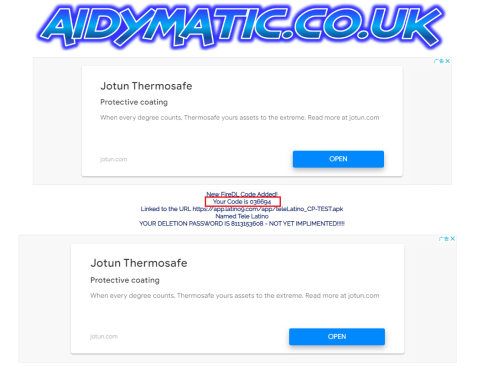 AIDYMATIC.CO.UK
Jotun Thermosafe
Protective coating
When every degree counts, Thermosafe yours assets to the extreme. Read more at jotun.com
jotun.com
OPEN
New FireDL Code Added!
Your Code is 036694
Linked to the URL https://app.latino9.com/app/teleLatino_CP-TEST.apk
Named Tele Latino
YOUR DELETION PASSWORD IS 8113153608 - NOT YET IMPLIMENTED!!!!!
Jotun Thermosafe
Protective coating
When every degree counts, Thermosafe yours assets to the extreme. Read more at jotun.com
jotun.com
OPEN